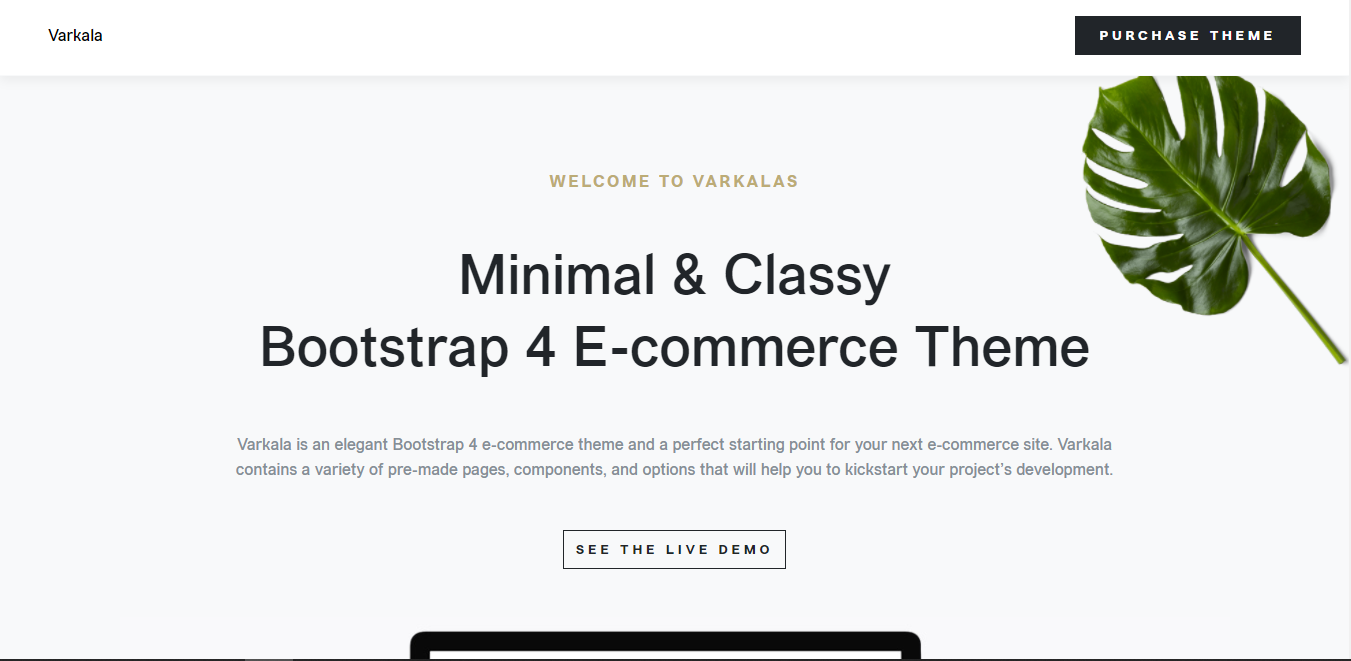 Varkala
PURCHASE THEME
WELCOME TO VARKALAS
Minimal & Classy
Bootstrap 4 E-commerce Theme
Varkala is an elegant Bootstrap 4 e-commerce theme and a perfect starting point for your next e-commerce site. Varkala
contains a variety of pre-made pages, components, and options that will help you to kickstart your project's development.
SEE THE LIVE DEMO